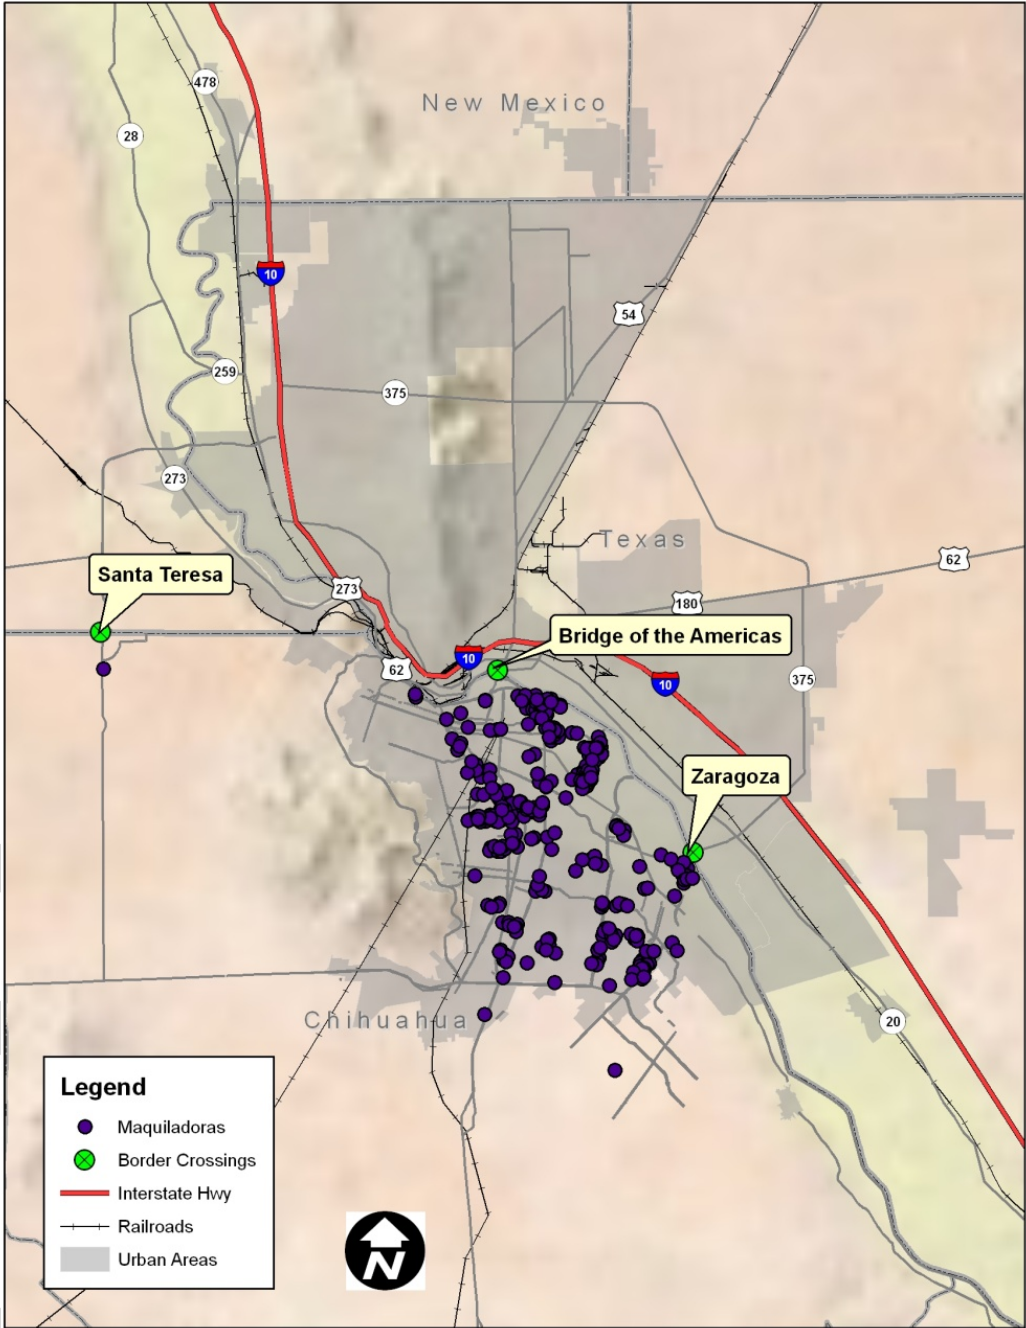 New Mexico
478
28
10
54
259
375
273
Texas
62
Santa Teresa
273
180
Bridge of the Americas
10
62
10
375
Zaragoza
Chihuahua
20
Legend
Maquiladoras
Border Crossings
Interstate Hwy
Railroads
Urban Areas
N